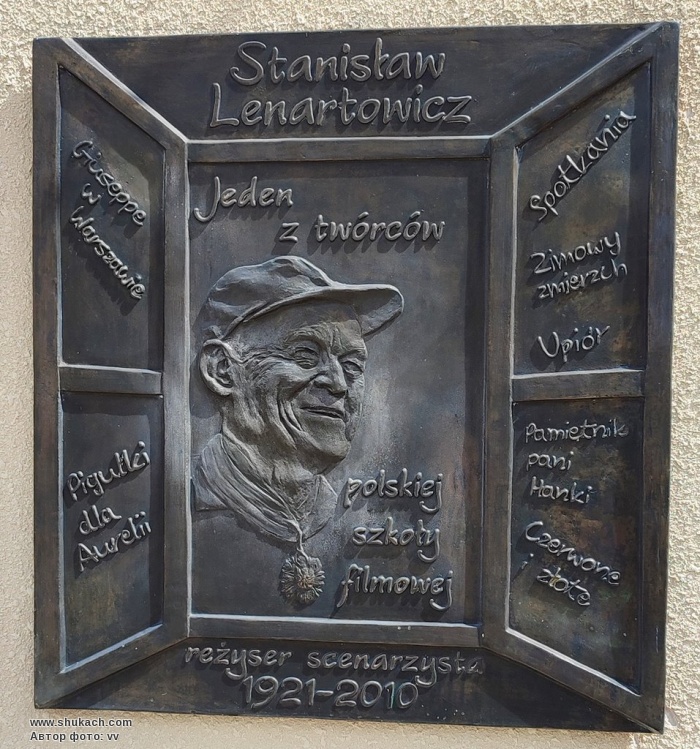 Stanisław
Lenartowicz
Giuseppe
w
Warszawie
Pigułki
dla
Aurelii
Jeden
z twórców
polskiej
szkoły
filmowej
Spotkania
Zimowy
zmierzch
Upiór
Pamiętnik
pani
Hanki
Czerwone
i złote
reżyser scenarzysta
1921-2010
www.shukach.com
Автор фото: vv